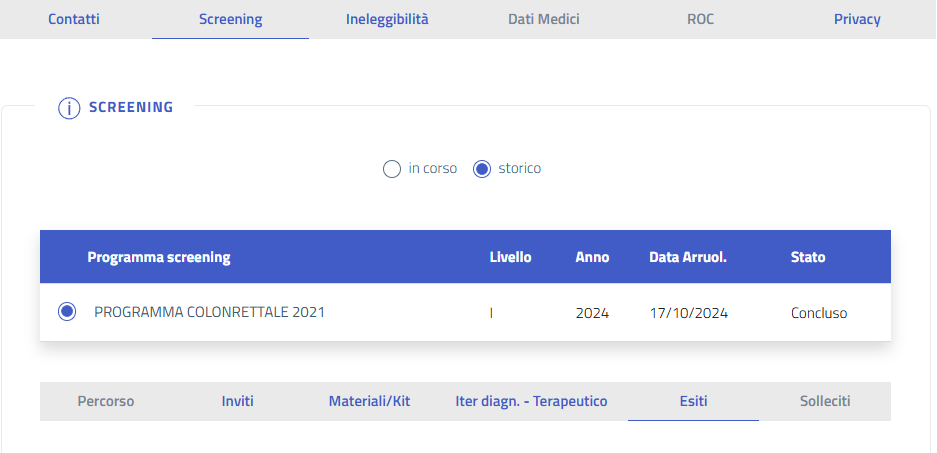 Contatti Screening Ineleggibilità Dati Medici ROC Privacy
SCREENING
in corso storico
Programma screening Livello Anno Data Arruol. Stato
PROGRAMMA COLONRETTALE 2021 I 2024 17/10/2024 Concluso
Percorso Inviti Materiali/Kit Iter diagn. - Terapeutico Esiti Solleciti